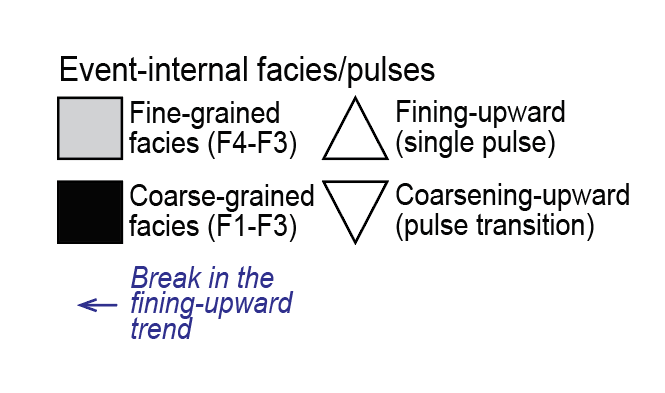 Event-internal facies/pulses
Fine-grained
facies (F4-F3)
Fining-upward
(single pulse)
Coarse-grained
facies (F1-F3)
Coarsening-upward
(pulse transition)
Break in the
fining-upward
trend